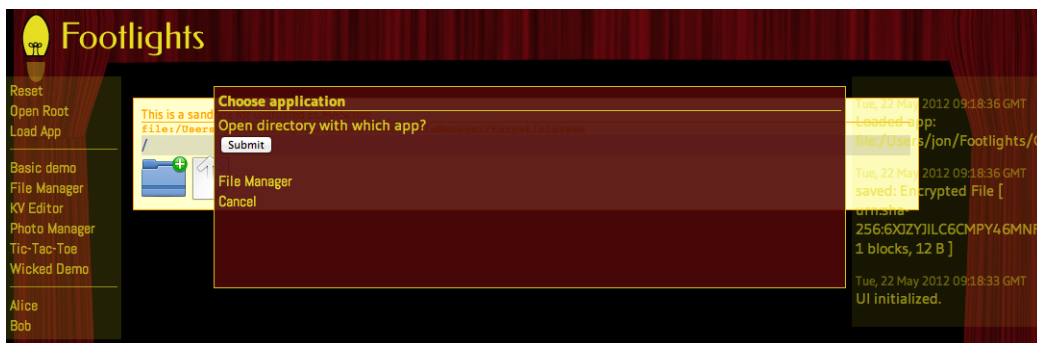 Footlights
Reset
Open Root
Load App
Basic demo
File Manager
KV Editor
Photo Manager
Tic-Tac-Toe
Wicked Demo
Alice
Bob
This is a sand
file:/Users
/
Choose application
Open directory with which app?
Submit
File Manager
Cancel
Tue, 22 May 2012 09:18:36 GMT
Loaded app:
file:/Users/jon/Footlights/
Tue, 22 May 2012 09:18:36 GMT
saved: Encrypted File [
urn:sha-
256:6XJZYJILC6CMPY46MNF
1 blocks, 12 B ]
Tue, 22 May 2012 09:18:33 GMT
UI initialized.